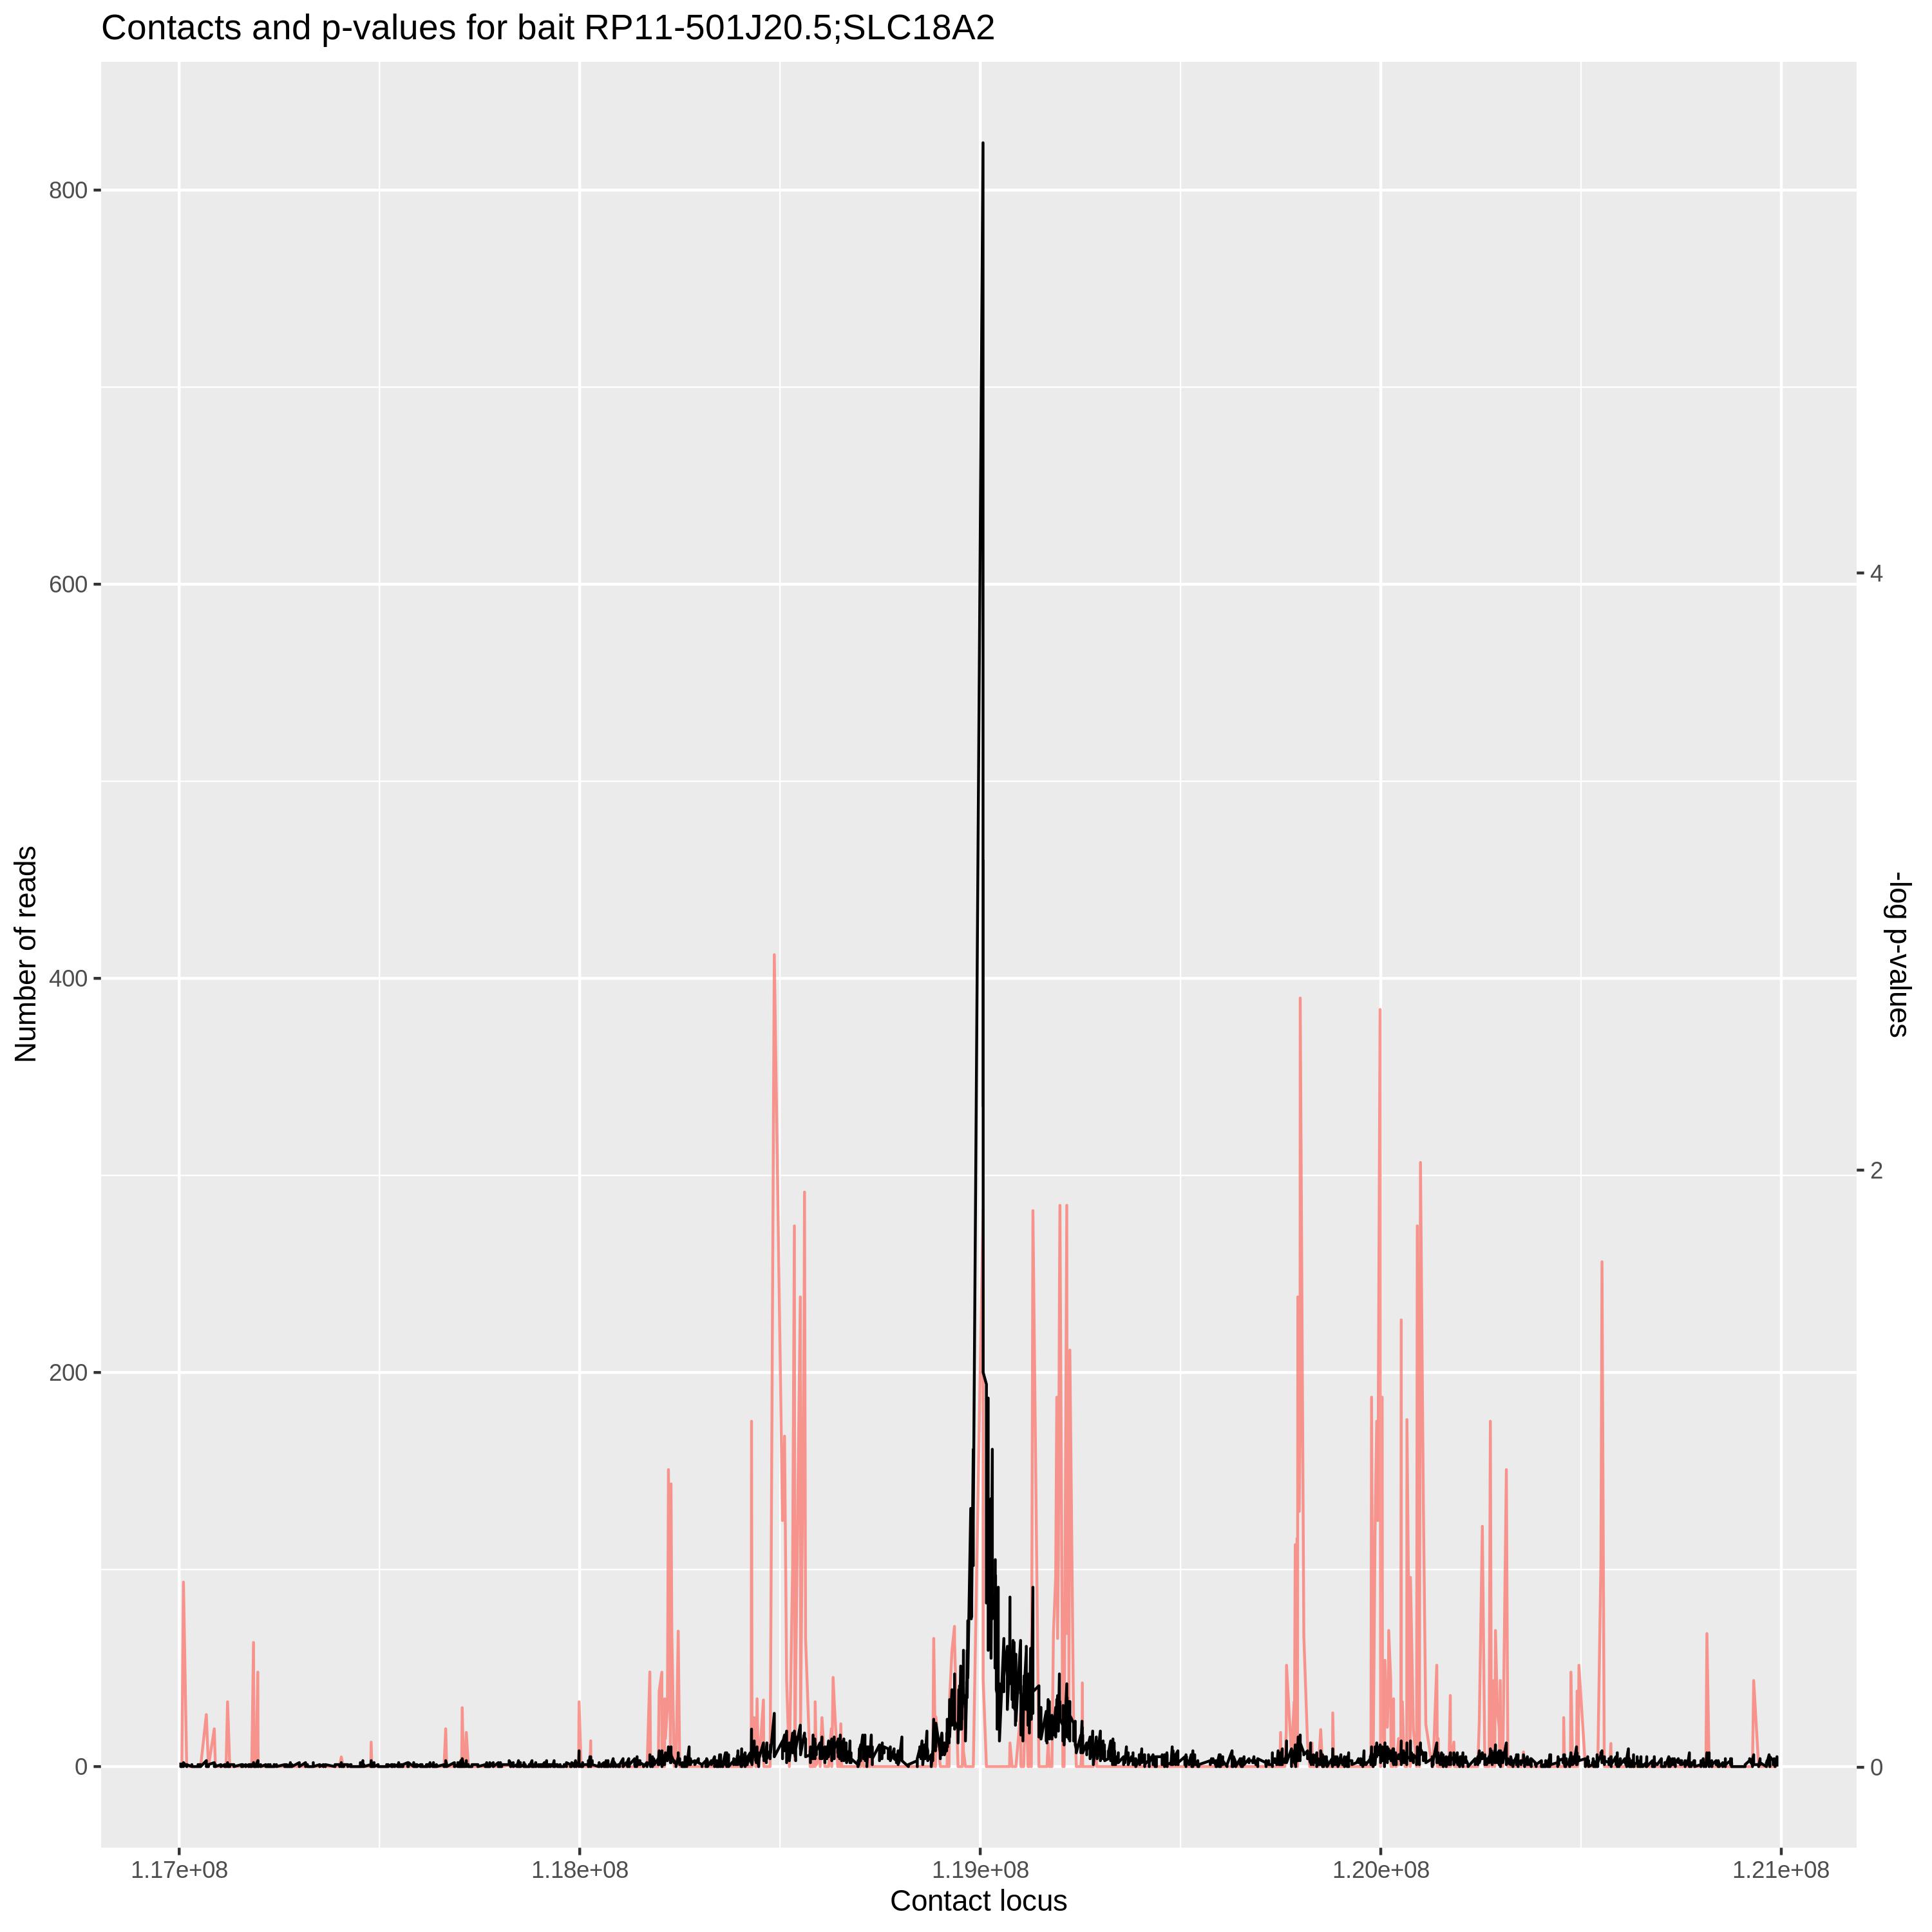 Contacts and p-values for bait RP11-501J20.5;SLC18A2
Number of reads
800
600
400
200
0
4
2
0
-log p-values
1.17e+08 1.18e+08 1.19e+08 1.20e+08 1.21e+08
Contact locus